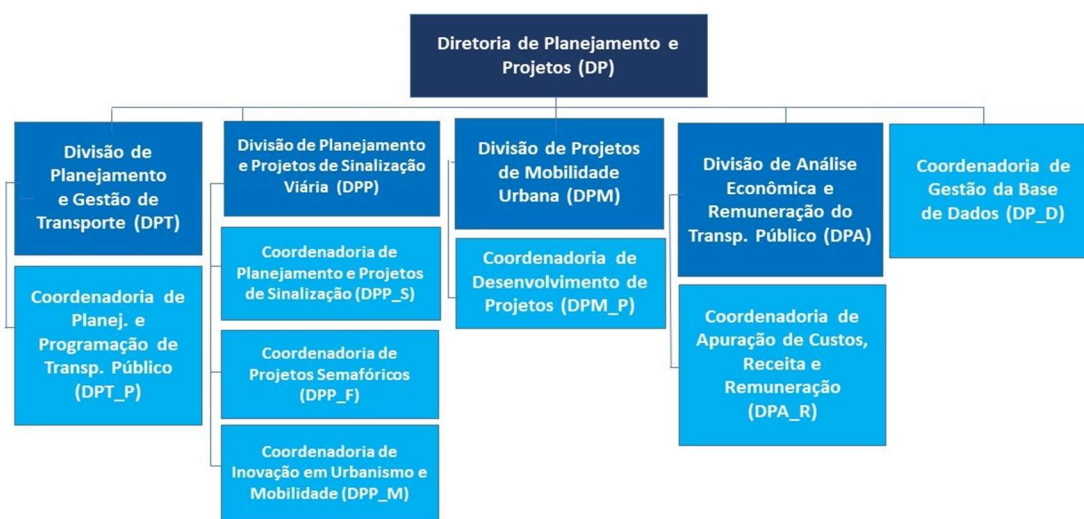 Diretoria de Planejamento e
Projetos (DP)
Divisão de
Planejamento
e Gestão de
Transporte (DPT)
Coordenadoria de
Planej. e
Programação de
Transp. Público
(DPT_P)
Divisão de Planejamento
e Projetos de Sinalização
Viária (DPP)
Coordenadoria de
Planejamento e Projetos
de Sinalização (DPP_S)
Coordenadoria de
Projetos Semafóricos
(DPP_F)
Coordenadoria de
Inovação em Urbanismo e
Mobilidade (DPP_M)
Divisão de Projetos
de Mobilidade
Urbana (DPM)
Coordenadoria de
Desenvolvimento de
Projetos (DPM_P)
Divisão de Análise
Econômica e
Remuneração do
Transp. Público (DPA)
Coordenadoria de
Apuração de Custos,
Receita e
Remuneração
(DPA_R)
Coordenadoria de
Gestão da Base
de Dados (DP_D)